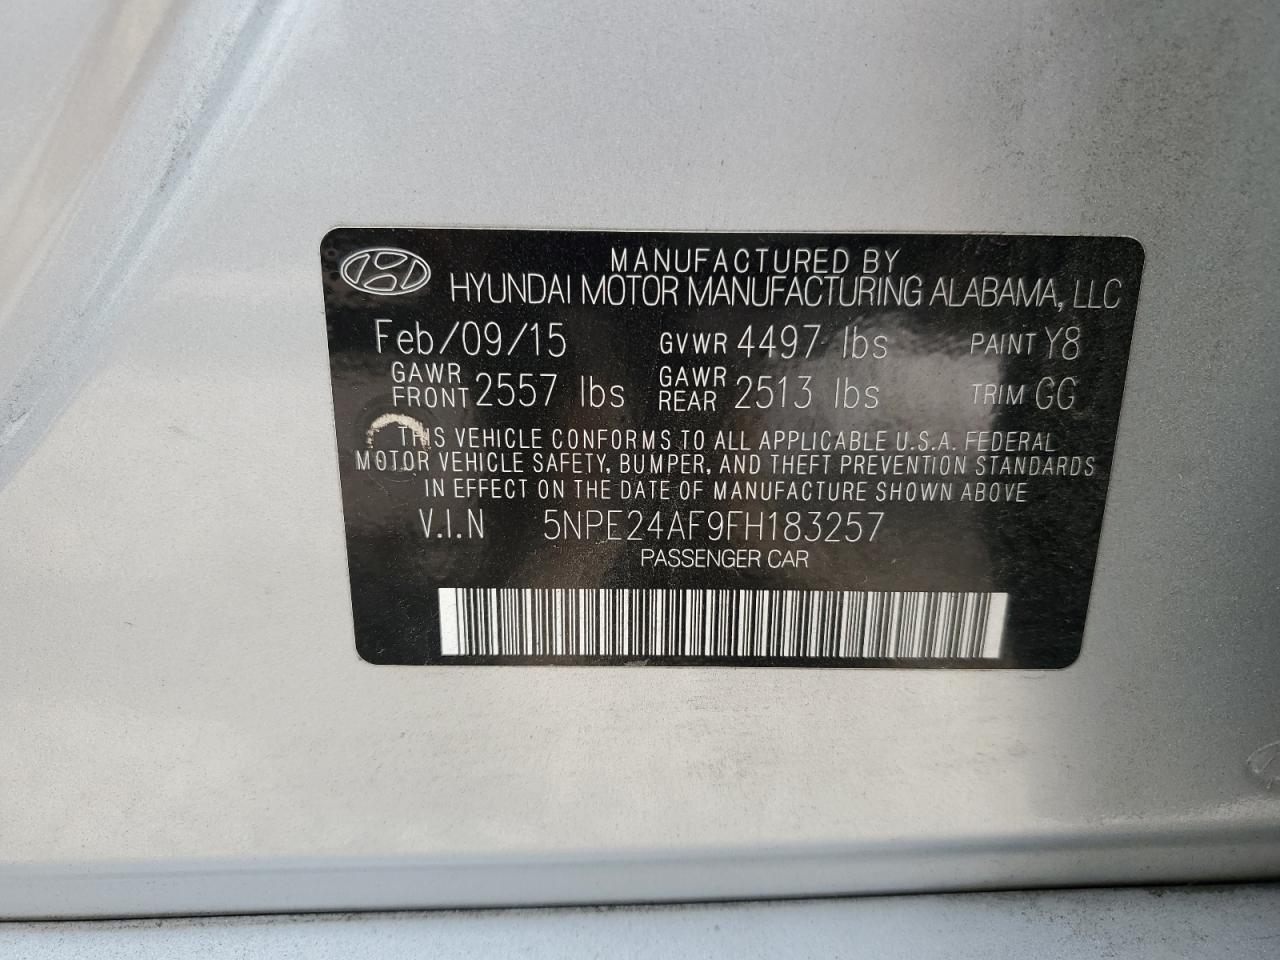 MANUFACTURED BY
HYUNDAI MOTOR MANUFACTURING ALABAMA, LLC
Feb/09/15 GVWR 4497 lbs PAINT Y8
GAWR FRONT 2557 lbs GAWR REAR 2513 lbs TRIM GG
THIS VEHICLE CONFORMS TO ALL APPLICABLE U.S.A. FEDERAL
MOTOR VEHICLE SAFETY, BUMPER, AND THEFT PREVENTION STANDARDS
IN EFFECT ON THE DATE OF MANUFACTURE SHOWN ABOVE
V.I.N 5NPE24AF9FH183257
PASSENGER CAR